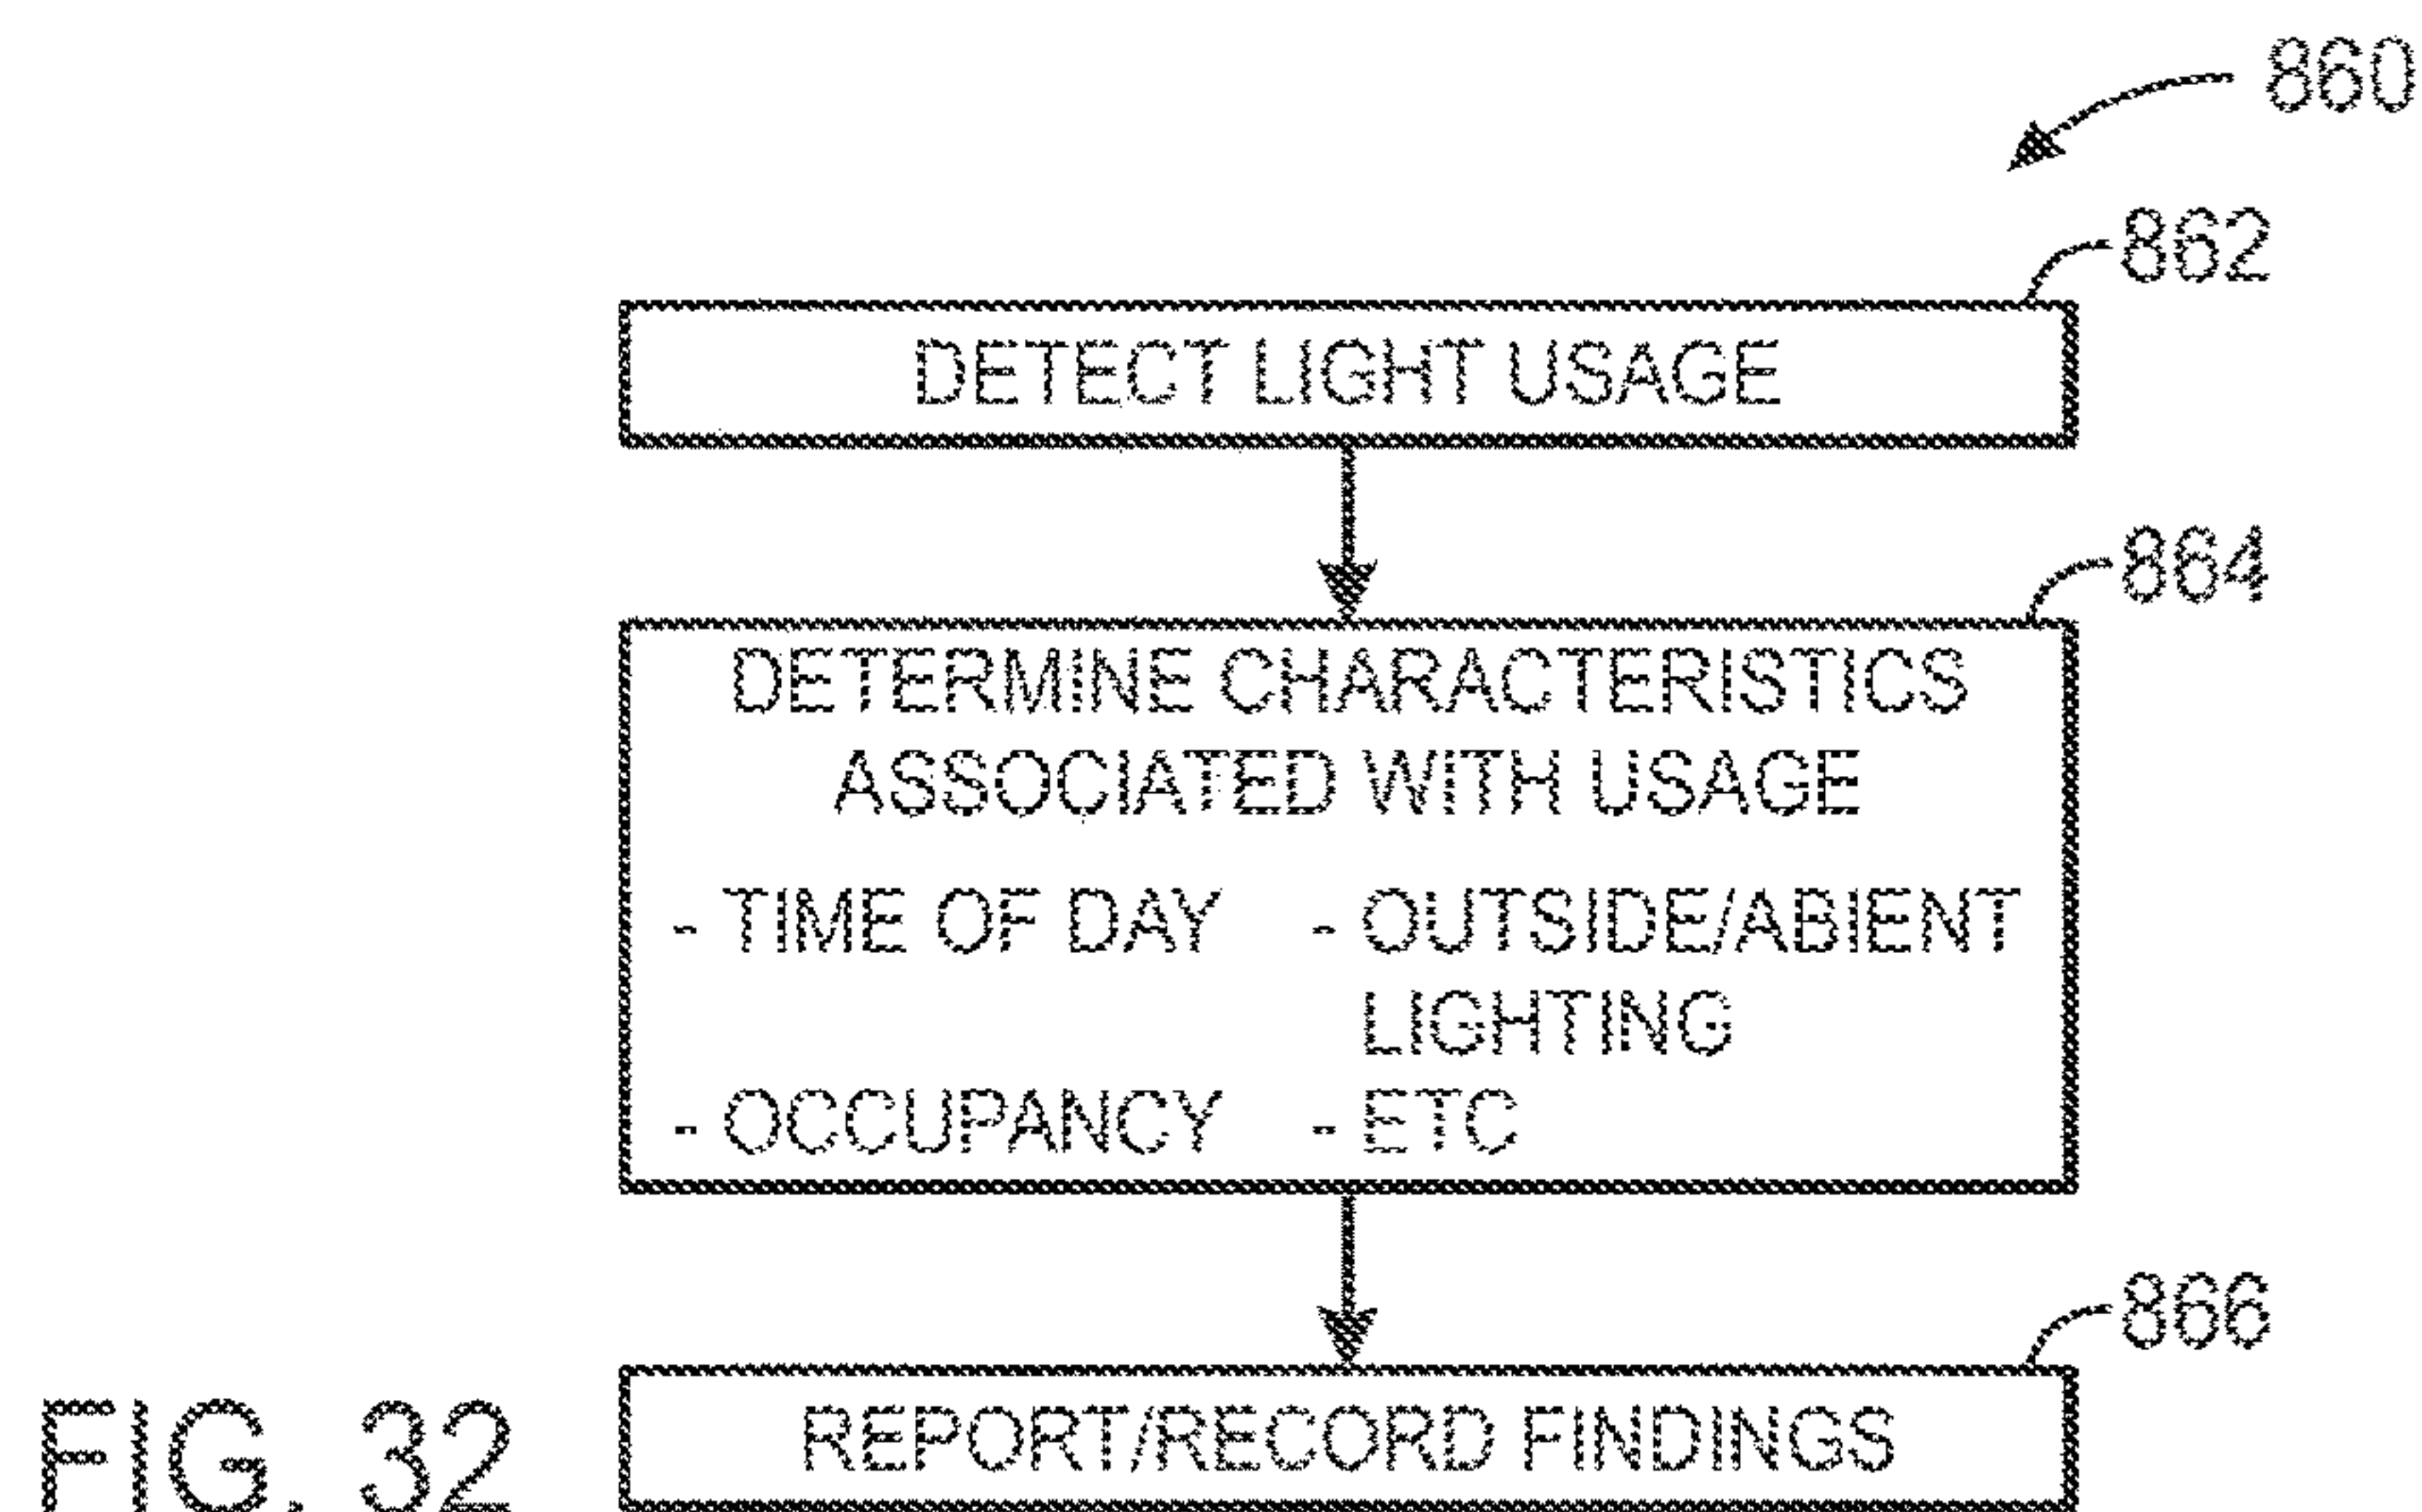 860
862
DETECT LIGHT USAGE
864
DETERMINE CHARACTERISTICS
ASSOCIATED WITH USAGE
- TIME OF DAY - OUTSIDE/ABIENT
LIGHTING
- OCCUPANCY - ETC
866
REPORT/RECORD FINDINGS
FIG. 32